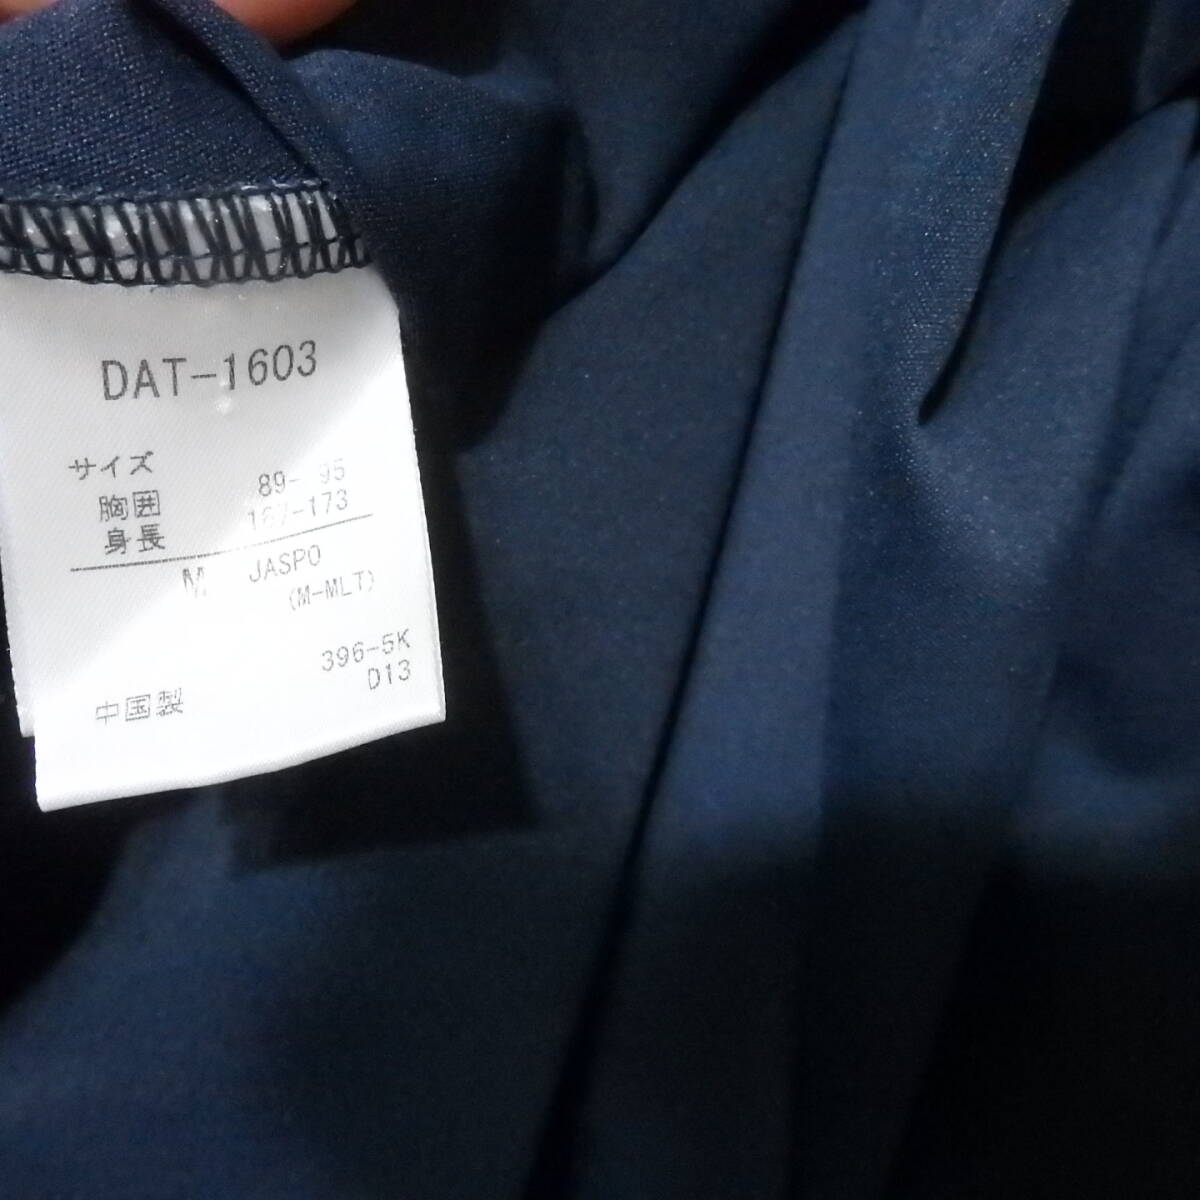 DAT-1603
サイズ
胸囲 89- 95
身長 167-173
M JASPO
(M-MLT)
396-5K
D13
中国製